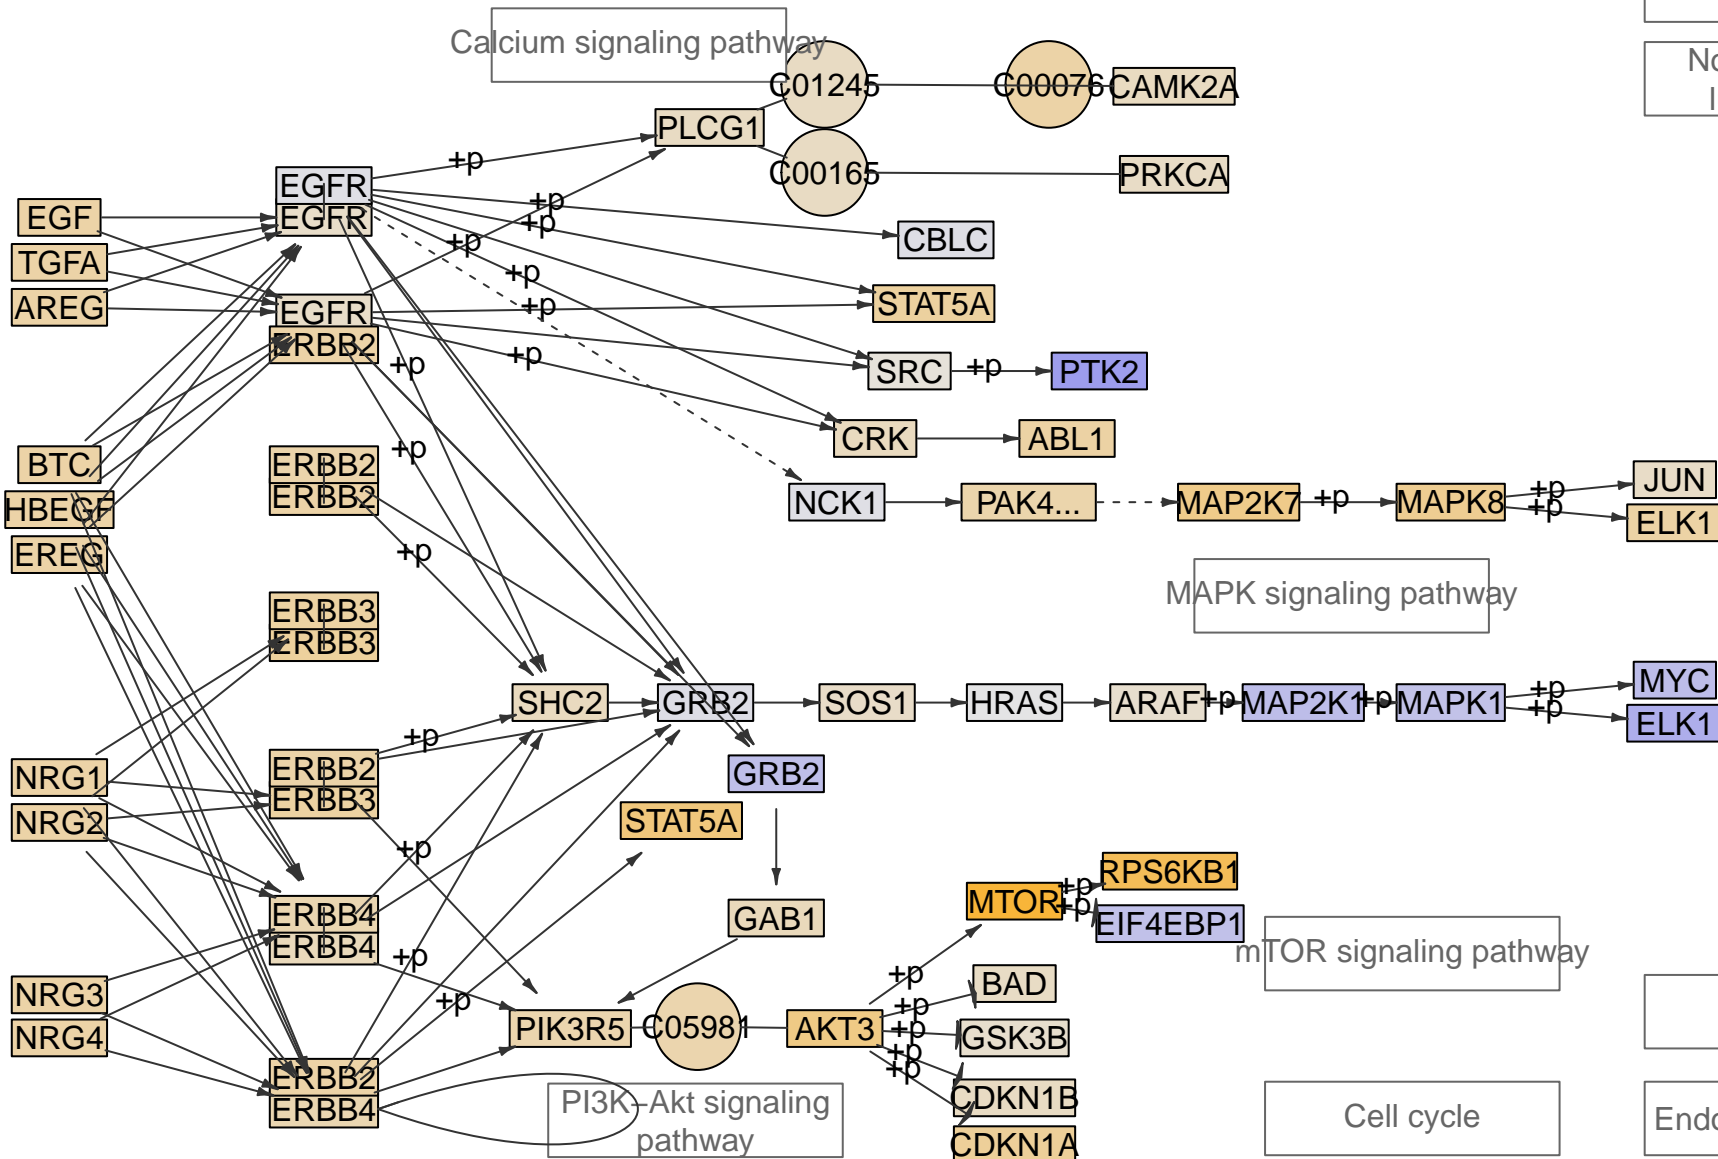 Calcium signaling pathway
C01245
C00076
CAMK2A
PLCG1
+p
C00165
PRKCA
EGFR
EGFR
EGF
+p
+p
CBLC
TGFA
+p
+p
AREG
EGFR
+p
STAT5A
ERBB2
+p
+p
SRC
+p
PTK2
CRK
ABL1
BTC
ERBB2
+p
ERBB2
HBEGF
NCK1
PAK4...
MAP2K7
+p
MAPK8
+p
+p
JUN
ELK1
EREG
+p
MAPK signaling pathway
ERBB3
ERBB3
SHC2
GRB2
SOS1
HRAS
ARAF
+p
MAP2K1
+p
MAPK1
+p
+p
MYC
ELK1
NRG1
ERBB2
ERBB3
+p
GRB2
NRG2
STAT5A
+p
MTOR
+p
+p
RPS6KB1
EIF4EBP1
ERBB4
ERBB4
GAB1
+p
mTOR signaling pathway
NRG3
NRG4
+p
PIK3R5
C05981
AKT3
+p
+p
+p
+p
+p
BAD
GSK3B
CDKN1B
CDKN1A
ERBB2
ERBB4
PI3K–Akt signaling
pathway
Cell cycle